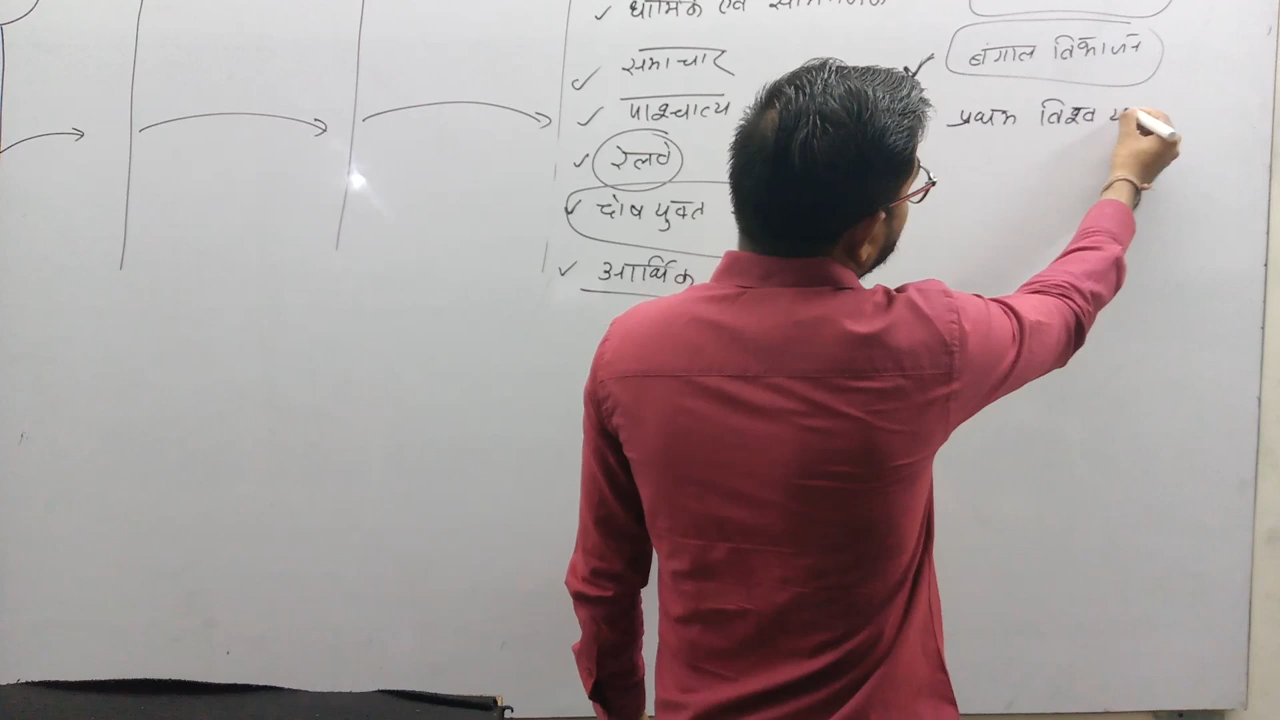 धार्मिक एवं
समाचार
पाश्चात्य
रेलवे
दोष युक्त
आर्थिक
बंगाल विभाजन
प्रथम विश्व